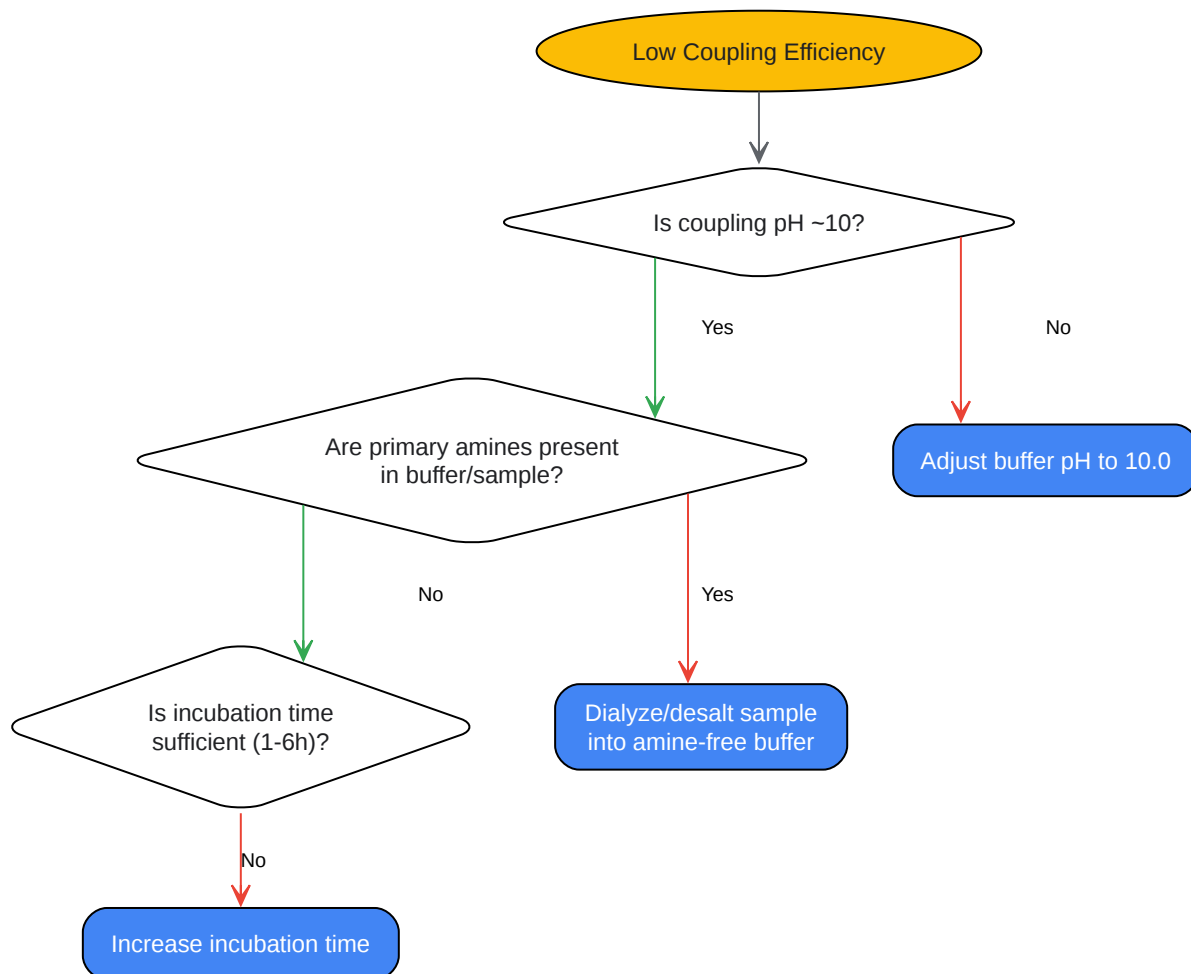 Low Coupling Efficiency
Is coupling pH ~10?
Yes
No
Are primary amines present
in buffer/sample?
Adjust buffer pH to 10.0
No
Yes
Is incubation time
sufficient (1-6h)?
Dialyze/desalt sample
into amine-free buffer
No
Increase incubation time